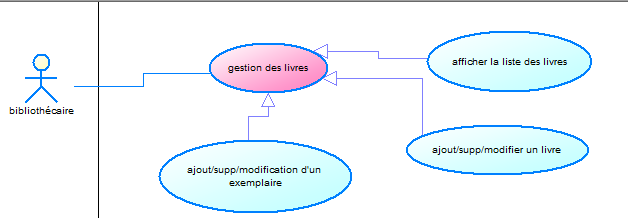 afficher la liste des livres
gestion des livres
bibliothécaire
ajout/supp/modifier un livre
ajout/supp/modification d'un
exemplaire